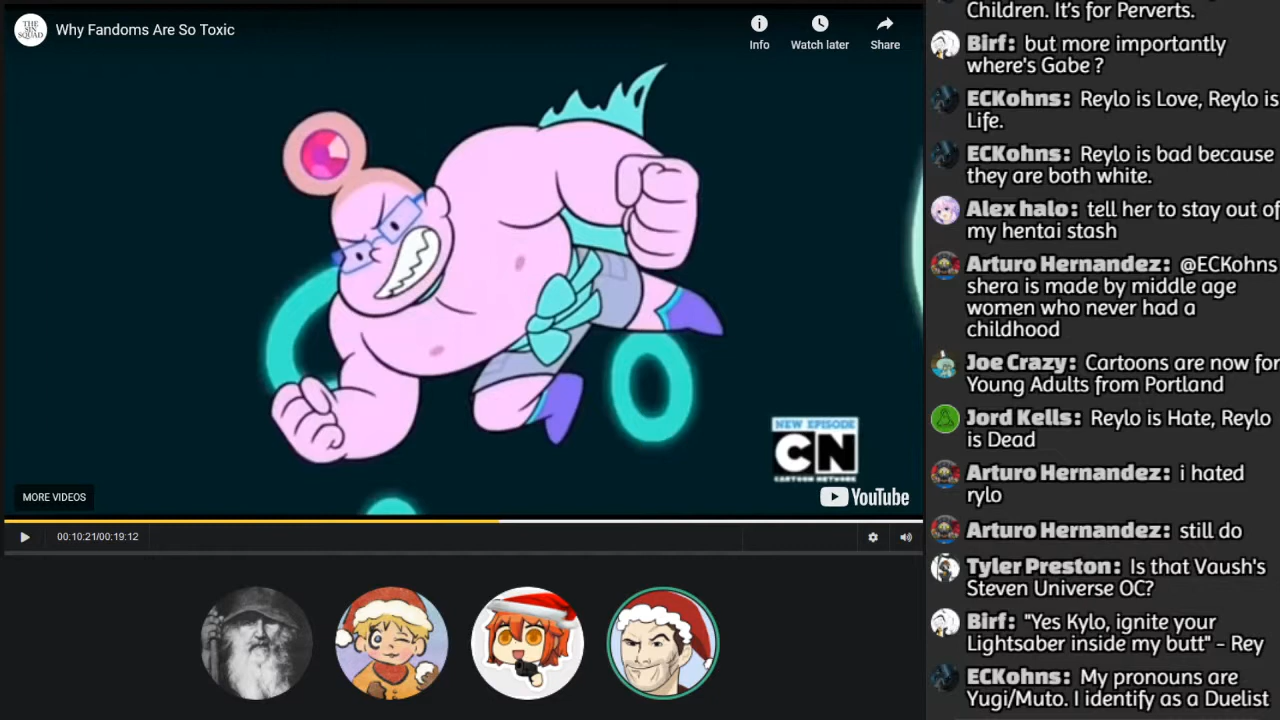 THE SIN SQUAD
Why Fandoms Are So Toxic
Info
Watch later
Share
NEW EPISODE
CN
CARTOON NETWORK
MORE VIDEOS
YouTube
00:10:21/00:19:12
Children. It's for Perverts.
Birf: but more importantly
where's Gabe ?
ECKohns: Reylo is Love, Reylo is
Life.
ECKohns: Reylo is bad because
they are both white.
Alex halo: tell her to stay out of
my hentai stash
Arturo Hernandez: @ECKohns
shera is made by middle age
women who never had a
childhood
Joe Crazy: Cartoons are now for
Young Adults from Portland
Jord Kells: Reylo is Hate, Reylo
is Dead
Arturo Hernandez: i hated
rylo
Arturo Hernandez: still do
Tyler Preston: Is that Vaush's
Steven Universe OC?
Birf: "Yes Kylo, ignite your
Lightsaber inside my butt" - Rey
ECKohns: My pronouns are
Yugi/Muto. I identify as a Duelist